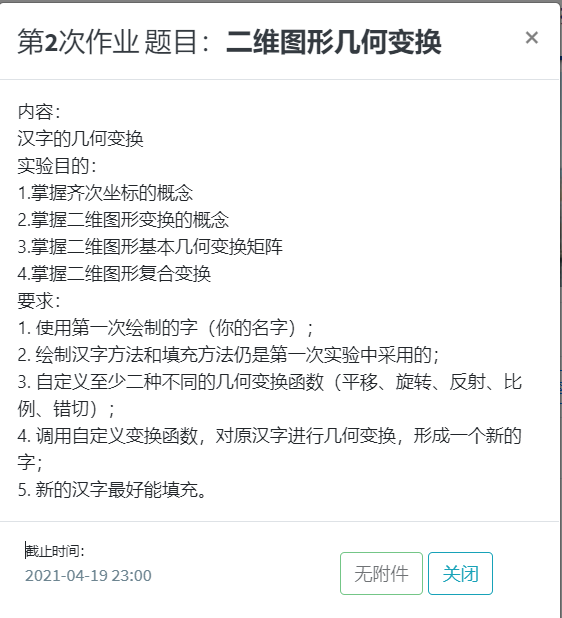 第2次作业 题目：二维图形几何变换
×
内容：
汉字的几何变换
实验目的：
1.掌握齐次坐标的概念
2.掌握二维图形变换的概念
3.掌握二维图形基本几何变换矩阵
4.掌握二维图形复合变换
要求：
1. 使用第一次绘制的字（你的名字）；
2. 绘制汉字方法和填充方法仍是第一次实验中采用的；
3. 自定义至少二种不同的几何变换函数（平移、旋转、反射、比
例、错切）；
4. 调用自定义变换函数，对原汉字进行几何变换，形成一个新的
字；
5. 新的汉字最好能填充。
截止时间：
2021-04-19 23:00
无附件
关闭